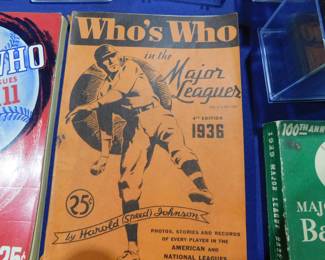 WHO
11
25¢
WHO'S WHO
in the
Major
Leagues
4TH EDITION
1936
25¢
by Harold (Speed) Johnson
PHOTOS, STORIES AND RECORDS
OF EVERY PLAYER IN THE
AMERICAN AND
NATIONAL LEAGUES
100TH ANN
MAJO
Ba